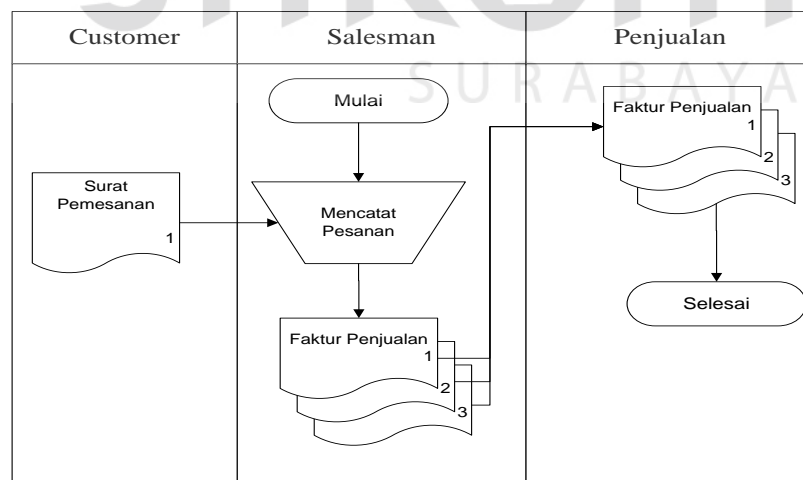 Customer
Salesman
Penjualan
SURABAYA
Mulai
Surat
Pemesanan
1
Mencatat
Pesanan
Faktur Penjualan
1
2
3
Faktur Penjualan
1
2
3
Selesai